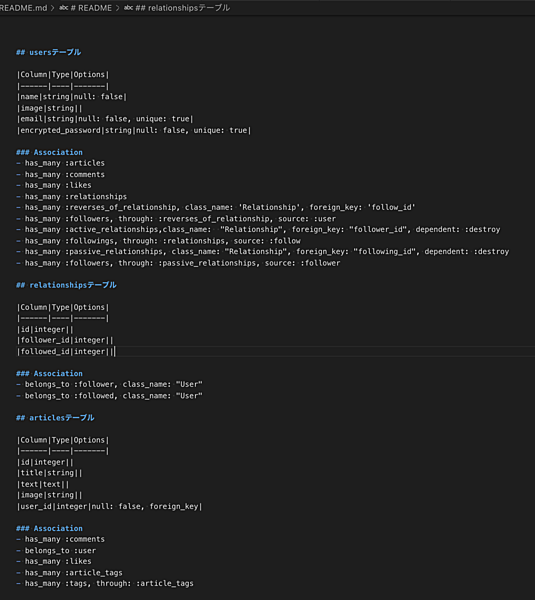 README.md > abc # README > abc ## relationshipsテーブル
## usersテーブル
|Column|Type|Options|
|------|----|-------|
|name|string|null: false|
|image|string||
|email|string|null: false, unique: true|
|encrypted_password|string|null: false, unique: true|
### Association
- has_many :articles
- has_many :comments
- has_many :likes
- has_many :relationships
- has_many :reverses_of_relationship, class_name: 'Relationship', foreign_key: 'follow_id'
- has_many :followers, through: :reverses_of_relationship, source: :user
- has_many :active_relationships,class_name:  "Relationship", foreign_key: "follower_id", dependent: :destroy
- has_many :followings, through: :relationships, source: :follow
- has_many :passive_relationships, class_name: "Relationship", foreign_key: "following_id", dependent: :destroy
- has_many :followers, through: :passive_relationships, source: :follower
## relationshipsテーブル
|Column|Type|Options|
|------|----|-------|
|id|integer||
|follower_id|integer||
|followed_id|integer||
### Association
- belongs_to :follower, class_name: "User"
- belongs_to :followed, class_name: "User"
## articlesテーブル
|Column|Type|Options|
|------|----|-------|
|id|integer||
|title|string||
|text|text||
|image|string||
|user_id|integer|null: false, foreign_key|
### Association
- has_many :comments
- belongs_to :user
- has_many :likes
- has_many :article_tags
- has_many :tags, through: :article_tags